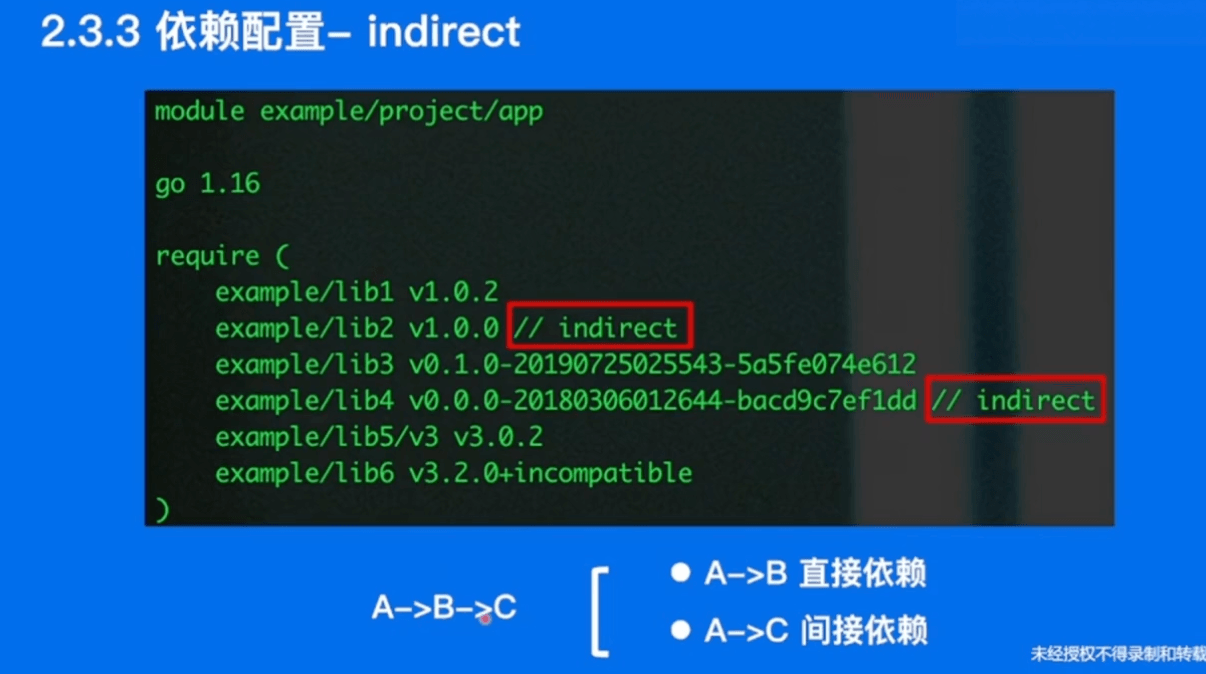 2.3.3 依赖配置- indirect
module example/project/app
go 1.16
require (
example/lib1 v1.0.2
example/lib2 v1.0.0 // indirect
example/lib3 v0.1.0-20190725025543-5a5fe074e612
example/lib4 v0.0.0-20180306012644-bacd9c7ef1dd // indirect
example/lib5/v3 v3.0.2
example/lib6 v3.2.0+incompatible
)
A->B->C
● A->B 直接依赖
● A->C 间接依赖
未经授权不得录制和转载